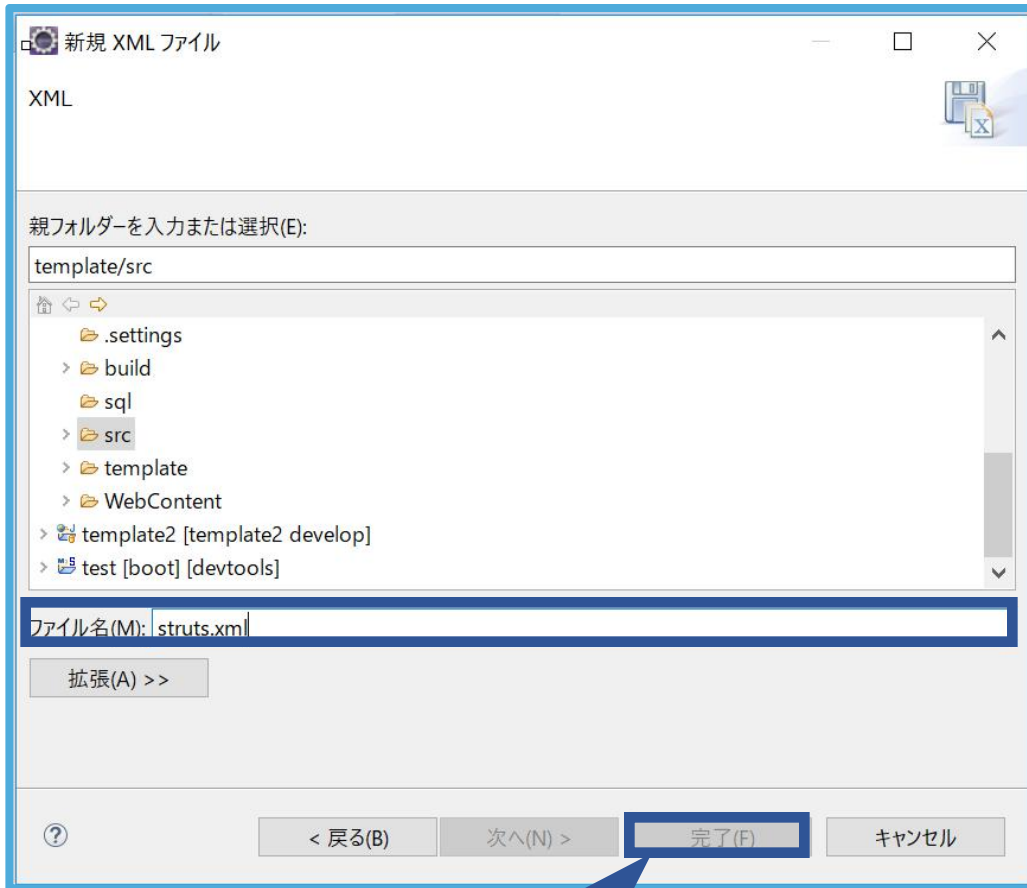 新規 XML ファイル
XML
親フォルダーを入力または選択(E):
template/src
.settings
build
sql
src
template
WebContent
template2 [template2 develop]
test [boot] [devtools]
ファイル名(M): struts.xml
拡張(A) >>
< 戻る(B) 次へ(N) > 完了(F) キャンセル